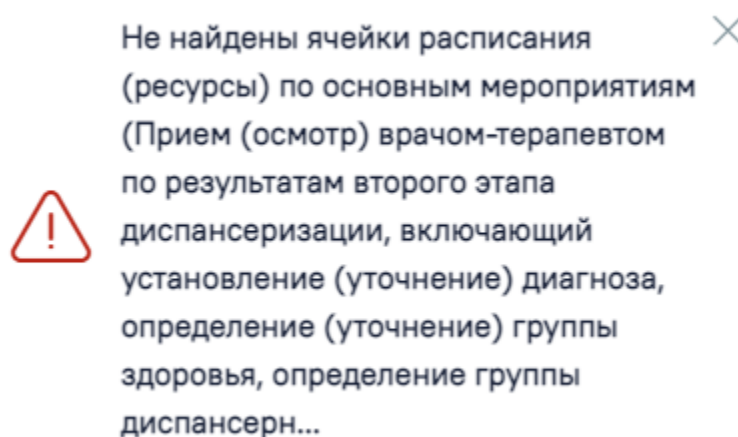 Не найдены ячейки расписания
(ресурсы) по основным мероприятиям
(Прием (осмотр) врачом-терапевтом
по результатам второго этапа
диспансеризации, включающий
установление (уточнение) диагноза,
определение (уточнение) группы
здоровья, определение группы
диспансерн...